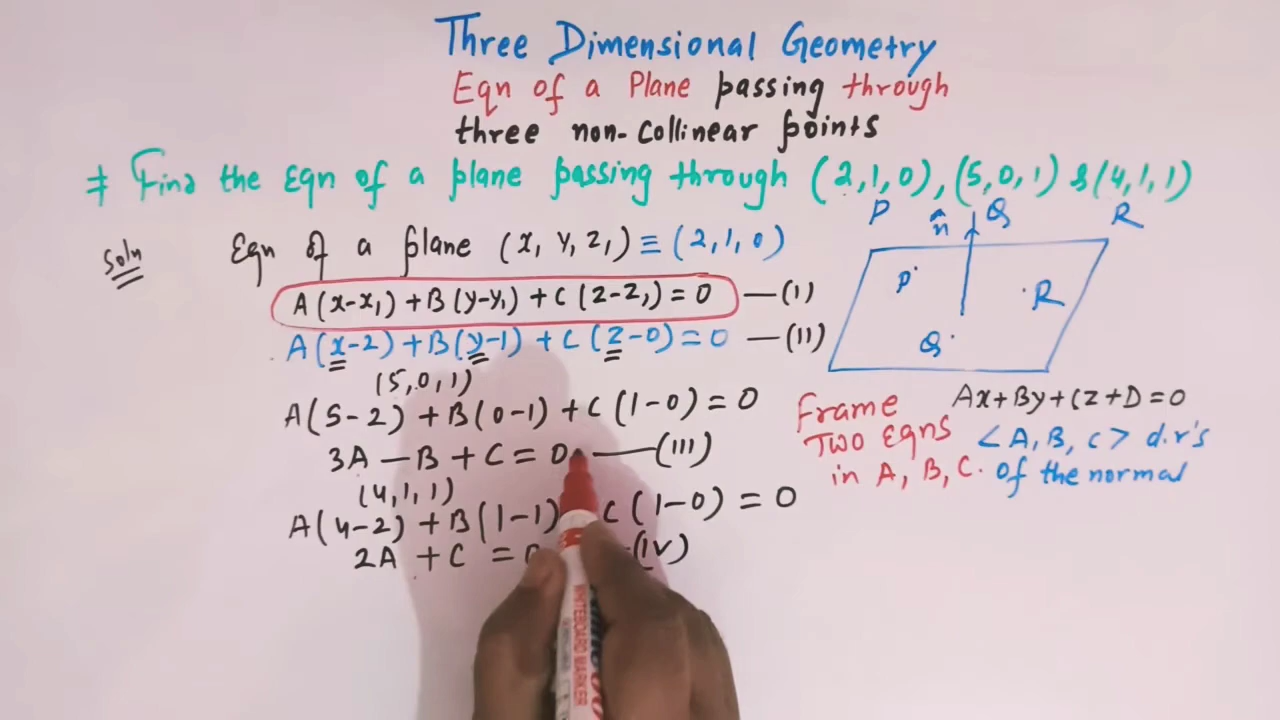 Three Dimensional Geometry
Eqn of a Plane passing through
three non-collinear points
# Find the Eqn of a plane passing through (2,1,0), (5,0,1) & (4,1,1)
P Q R
Soln Eqn of a plane (x, y, z₁) ≡ (2,1,0)
n̂
A(x-x₁) + B(y-y₁) + C(z-z₁) = 0 —(I)
P R
A(x-2) + B(y-1) + C(z-0) = 0 —(II)
Q
(5,0,1)
A(5-2) + B(0-1) + C(1-0) = 0
3A - B + C = 0 —(III)
(4,1,1)
A(4-2) + B(1-1) C(1-0) = 0
2A + C = (IV)
Frame
Two Eqns
in A, B, C.
Ax + By + Cz + D = 0
< A, B, C > d.r's
of the normal
WHITEBOARD MARKER